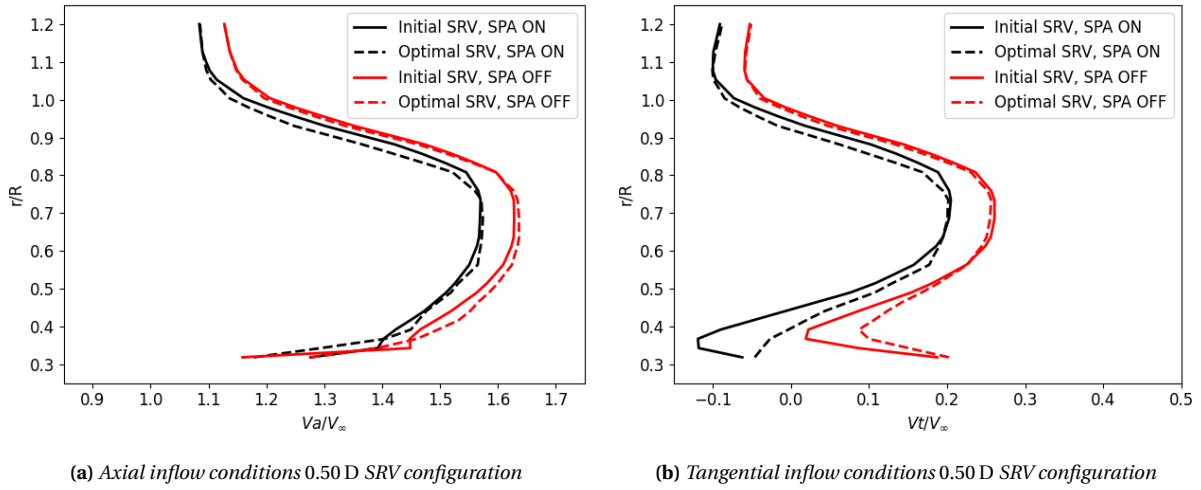 1.2
1.1
1.0
0.9
0.8
0.7
0.6
0.5
0.4
0.3
r/R
Initial SRV, SPA ON
Optimal SRV, SPA ON
Initial SRV, SPA OFF
Optimal SRV, SPA OFF
0.9 1.0 1.1 1.2 1.3 1.4 1.5 1.6 1.7
Va/V∞
(a) Axial inflow conditions 0.50 D SRV configuration
1.2
1.1
1.0
0.9
0.8
0.7
0.6
0.5
0.4
0.3
r/R
Initial SRV, SPA ON
Optimal SRV, SPA ON
Initial SRV, SPA OFF
Optimal SRV, SPA OFF
−0.1 0.0 0.1 0.2 0.3 0.4 0.5
Vt/V∞
(b) Tangential inflow conditions 0.50 D SRV configuration